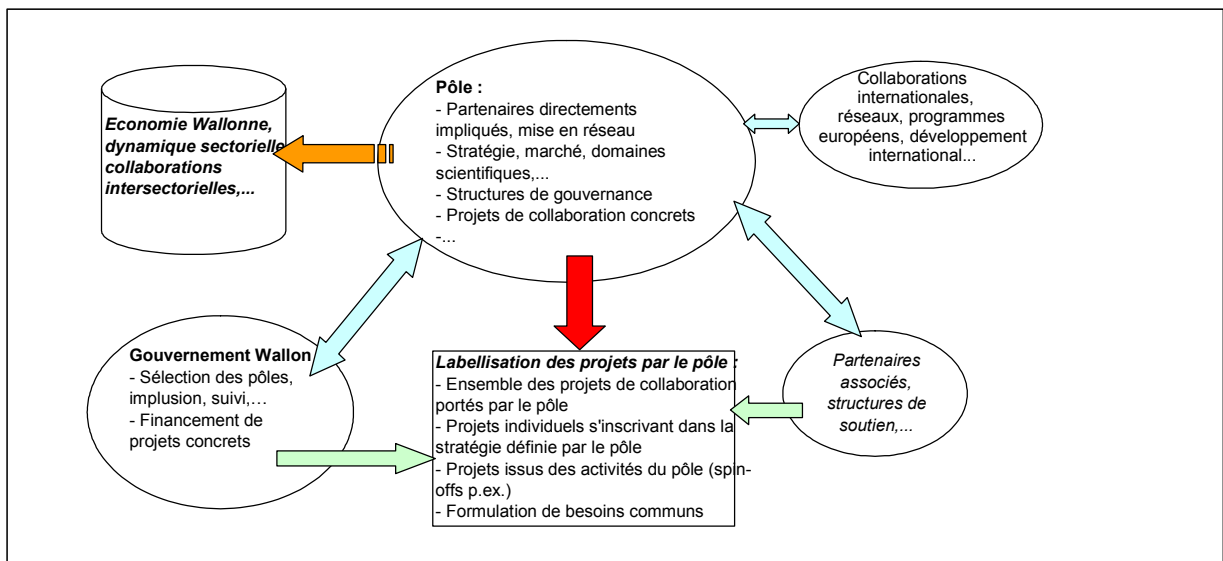 Pôle :
- Partenaires directements
impliqués, mise en réseau
- Stratégie, marché, domaines
scientifiques,...
- Structures de gouvernance
- Projets de collaboration concrets
-...
Economie Wallonne,
dynamique sectorielle
collaborations
intersectorielles,...
Collaborations
internationales,
réseaux, programmes
européens, développement
international...
Gouvernement Wallon
- Sélection des pôles,
implusion, suivi,…
- Financement de
projets concrets
Labellisation des projets par le pôle :
- Ensemble des projets de collaboration
portés par le pôle
- Projets individuels s'inscrivant dans la
stratégie définie par le pôle
- Projets issus des activités du pôle (spin-
offs p.ex.)
- Formulation de besoins communs
Partenaires
associés,
structures de
soutien,...